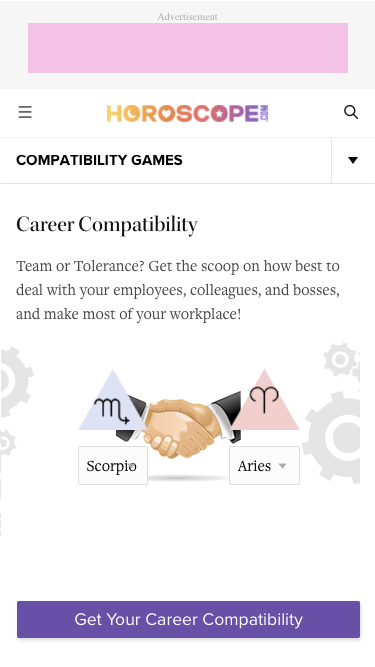 Advertisement
HOROSCOPE.COM
COMPATIBILITY GAMES
Career Compatibility
Team or Tolerance? Get the scoop on how best to
deal with your employees, colleagues, and bosses,
and make most of your workplace!
Scorpio
Aries
Get Your Career Compatibility